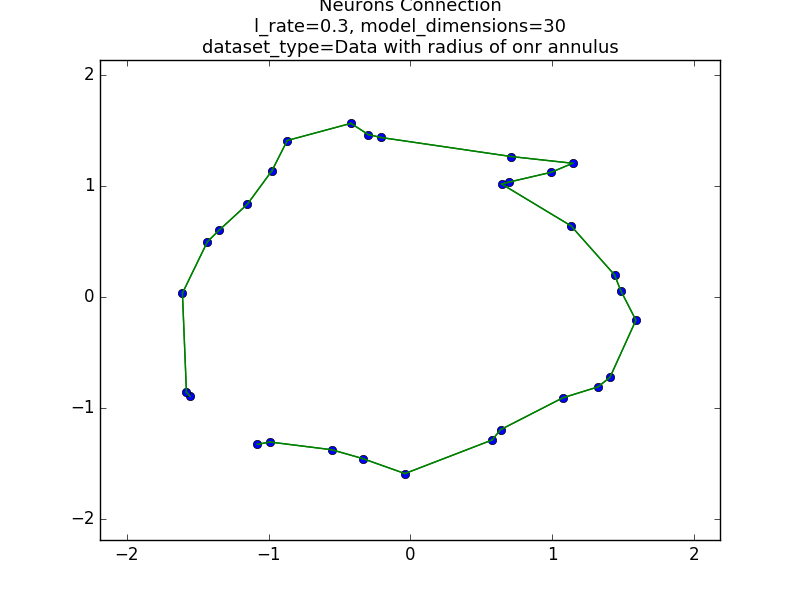 Neurons Connection
l_rate=0.3, model_dimensions=30
dataset_type=Data with radius of onr annulus
2
1
0
−1
−2
−2 −1 0 1 2